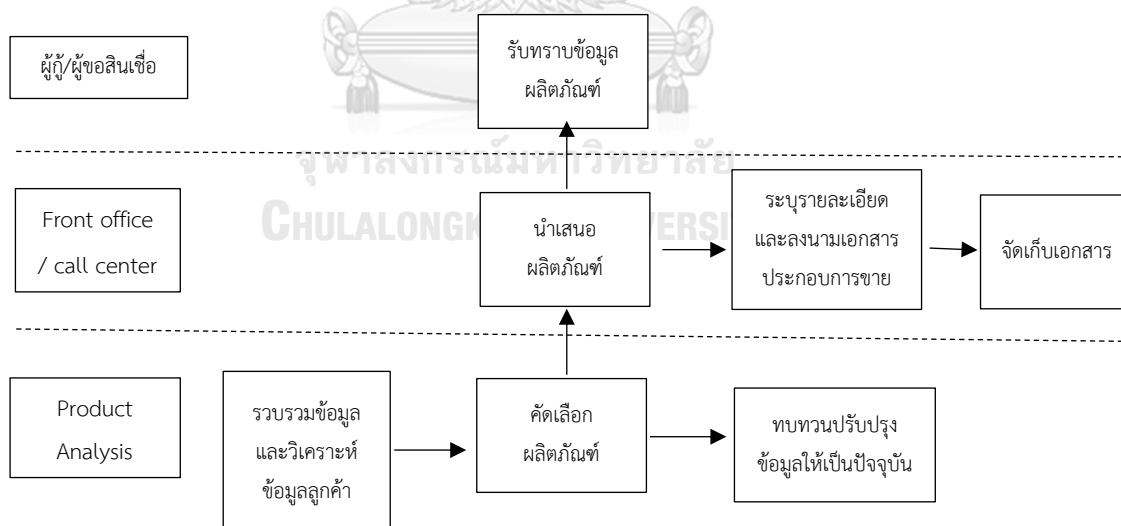 ผู้กู้/ผู้ขอสินเชื่อ
รับทราบข้อมูล
ผลิตภัณฑ์
จุฬาลงกรณ์มหาวิทยาลัย
Front office
/ call center
นำเสนอ
ผลิตภัณฑ์
ระบุรายละเอียด
และลงนามเอกสาร
ประกอบการขาย
จัดเก็บเอกสาร
Product
Analysis
รวบรวมข้อมูล
และวิเคราะห์
ข้อมูลลูกค้า
คัดเลือก
ผลิตภัณฑ์
ทบทวนปรับปรุง
ข้อมูลให้เป็นปัจจุบัน